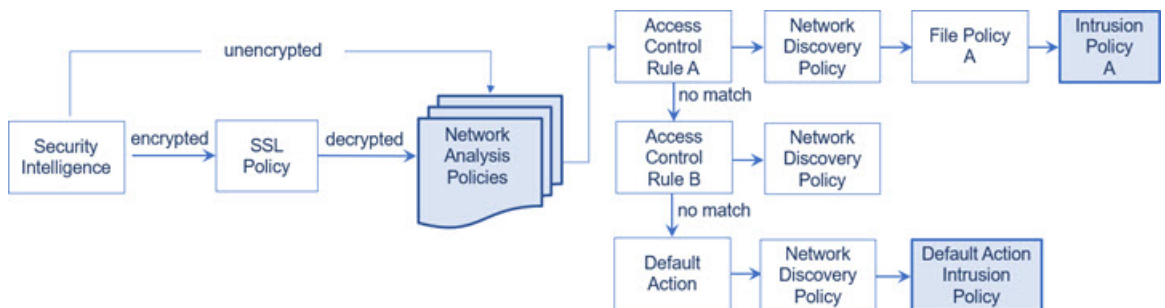 unencrypted
Security
Intelligence
encrypted
SSL
Policy
decrypted
Network
Analysis
Policies
Access
Control
Rule A
Network
Discovery
Policy
File Policy
A
Intrusion
Policy
A
no match
Access
Control
Rule B
Network
Discovery
Policy
no match
Default
Action
Network
Discovery
Policy
Default Action
Intrusion
Policy